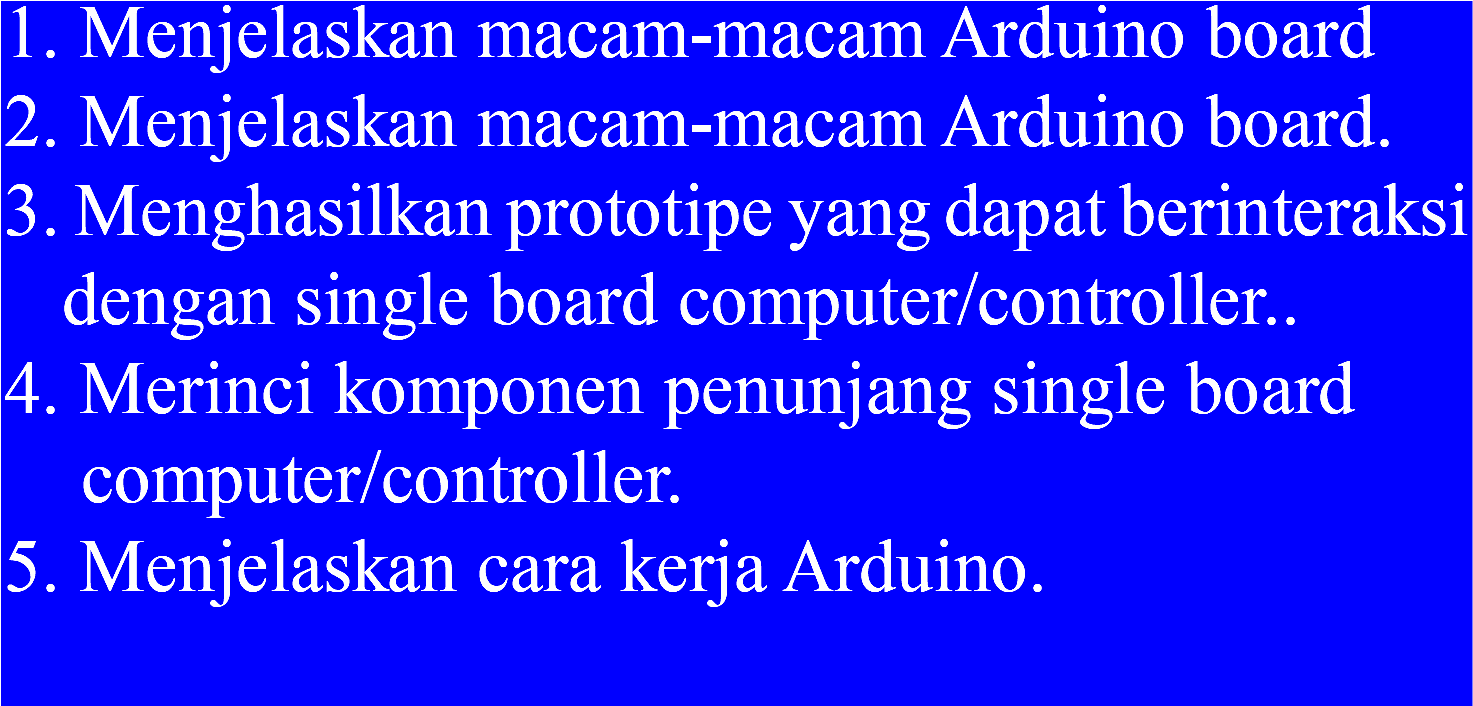 1. Menjelaskan macam-macam Arduino board
2. Menjelaskan macam-macam Arduino board.
3. Menghasilkan prototipe yang dapat berinteraksi
dengan single board computer/controller..
4. Merinci komponen penunjang single board
computer/controller.
5. Menjelaskan cara kerja Arduino.